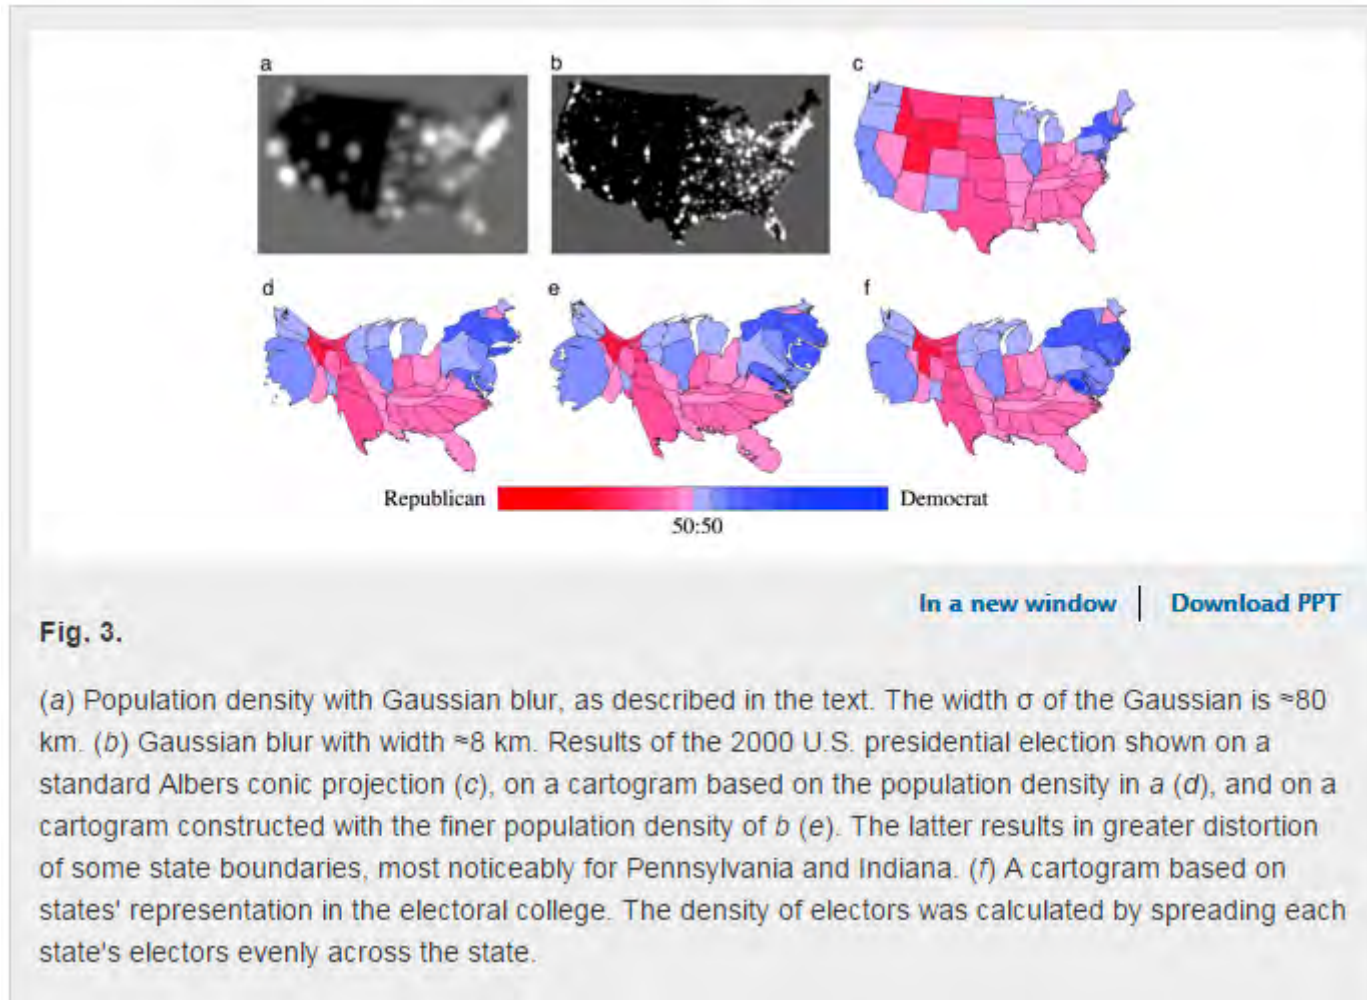 a b c
d e f
Republican Democrat
50:50
In a new window | Download PPT
Fig. 3.
(a) Population density with Gaussian blur, as described in the text. The width σ of the Gaussian is ≈80
km. (b) Gaussian blur with width ≈8 km. Results of the 2000 U.S. presidential election shown on a
standard Albers conic projection (c), on a cartogram based on the population density in a (d), and on a
cartogram constructed with the finer population density of b (e). The latter results in greater distortion
of some state boundaries, most noticeably for Pennsylvania and Indiana. (f) A cartogram based on
states' representation in the electoral college. The density of electors was calculated by spreading each
state's electors evenly across the state.